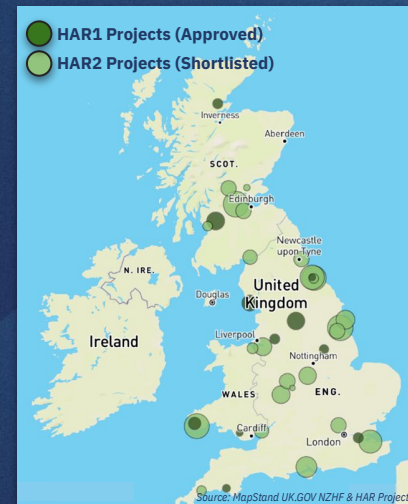 HAR1 Projects (Approved)
HAR2 Projects (Shortlisted)
Inverness
Aberdeen
SCOT.
Edinburgh
Newcastle
upon Tyne
N. IRE.
Douglas
United
Kingdom
Ireland
Liverpool
Nottingham
WALES
ENG.
Cardiff
London
Source: MapStand UK.GOV NZHF & HAR Project